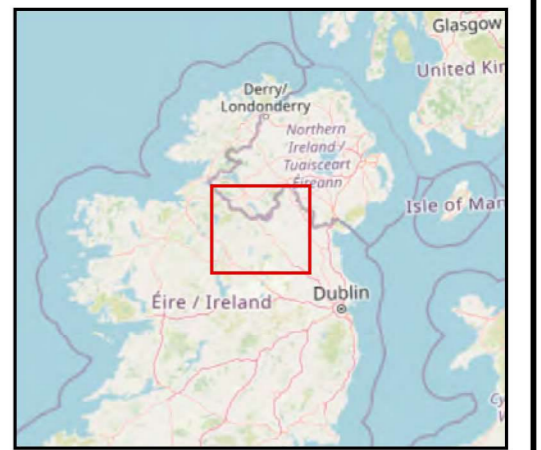 Glasgow
United Kin
Derry/
Londonderry
Northern
Ireland /
Tuaisceart
Éireann
Isle of Man
Dublin
Éire / Ireland